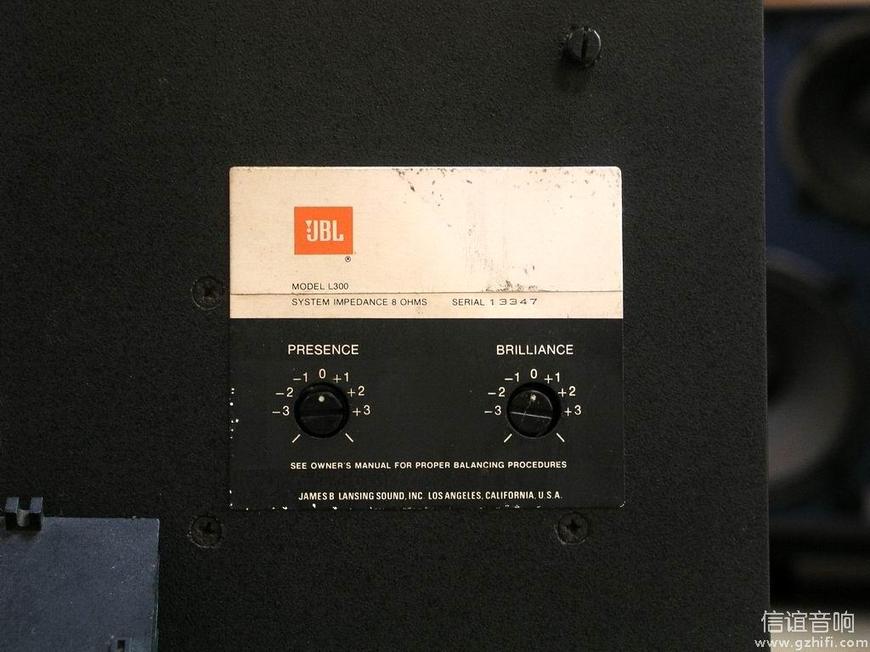 JBL
®
MODEL L300
SYSTEM IMPEDANCE 8 OHMS SERIAL 13347
PRESENCE BRILLIANCE
-3 -2 -1 0 +1 +2 +3
-3 -2 -1 0 +1 +2 +3
SEE OWNER'S MANUAL FOR PROPER BALANCING PROCEDURES
JAMES B LANSING SOUND, INC. LOS ANGELES, CALIFORNIA, U.S.A.
信谊音响
www.gzhifi.com